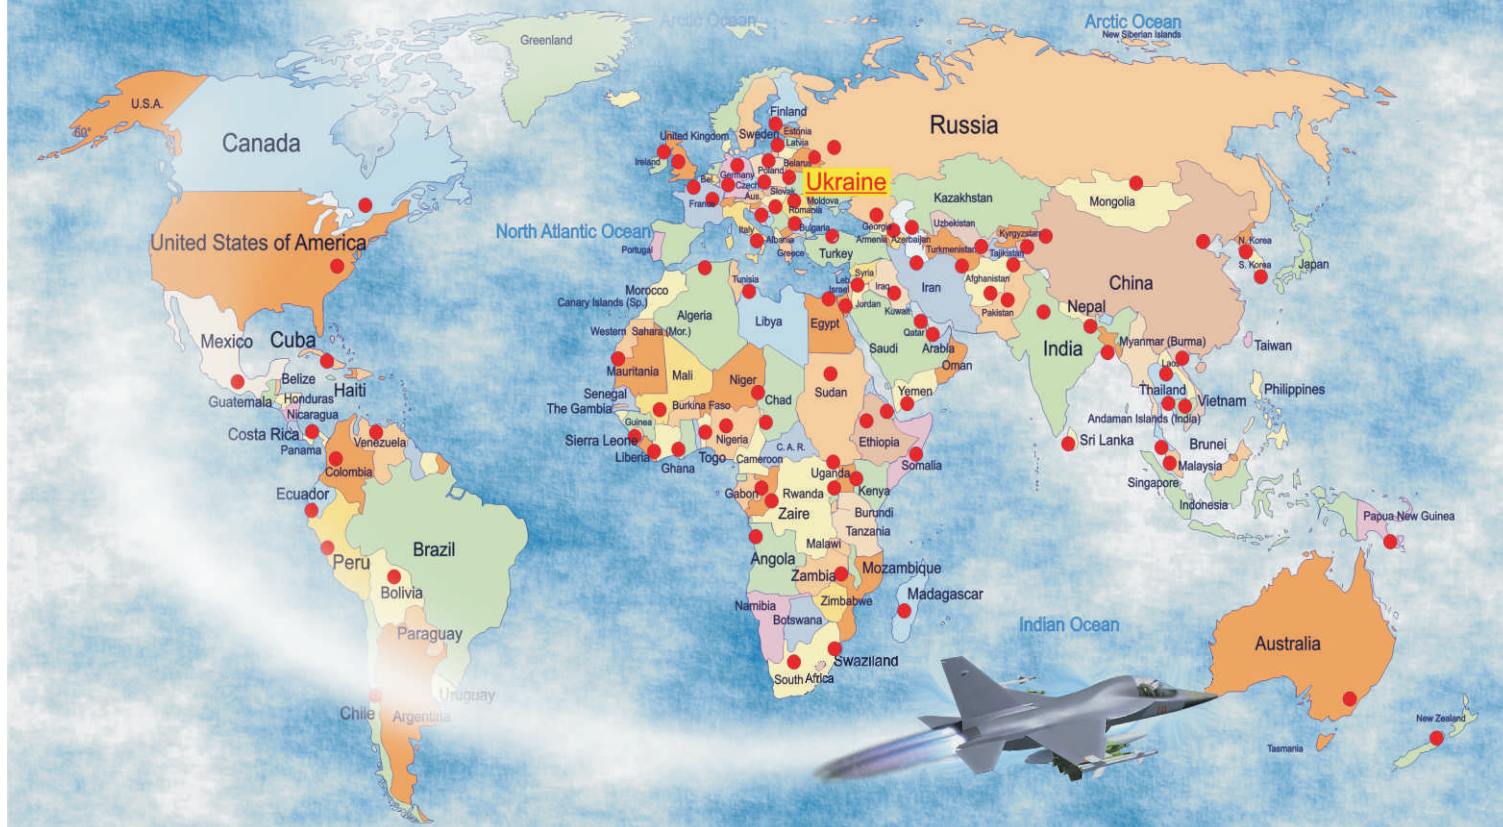 Arctic Ocean
Arctic Ocean
New Siberian Islands
Greenland
U.S.A.
60°
Canada
Finland
Russia
United Kingdom
Sweden
Estonia
Latvia
Ireland
Belarus
Poland
Germany
Bel.
Czech
Ukraine
Slovak
Aus.
Kazakhstan
Mongolia
France
Moldova
Romania
Uzbekistan
Georgia
Bulgaria
North Atlantic Ocean
Italy
Kyrgyzstan
United States of America
Albania
Armenia
Azerbaijan
N. Korea
Portugal
Greece
Turkey
Turkmenistan
Tajikistan
S. Korea
Japan
Syria
Afghanistan
Tunisia
Leb.
Israel
Iraq
Iran
China
Morocco
Canary Islands (Sp.)
Jordan
Kuwait
Pakistan
Nepal
Algeria
Libya
Egypt
Western Sahara (Mor.)
Qatar
Mexico
Cuba
Saudi
Arabia
India
Myanmar (Burma)
Taiwan
Oman
Laos
Mauritania
Mali
Niger
Belize
Haiti
Sudan
Yemen
Thailand
Philippines
Senegal
Chad
Honduras
Guatemala
The Gambia
Burkina Faso
Vietnam
Nicaragua
Guinea
Andaman Islands (India)
Costa Rica
Sierra Leone
Nigeria
Ethiopia
Sri Lanka
Brunei
Venezuela
Panama
Liberia
Togo
Cameroon
C. A. R.
Ghana
Somalia
Malaysia
Colombia
Uganda
Singapore
Ecuador
Gabon
Rwanda
Kenya
Indonesia
Zaire
Burundi
Papua New Guinea
Tanzania
Brazil
Malawi
Peru
Angola
Mozambique
Zambia
Bolivia
Madagascar
Zimbabwe
Namibia
Botswana
Indian Ocean
Paraguay
Australia
Swaziland
South Africa
Uruguay
Chile
Argentina
New Zealand
Tasmania